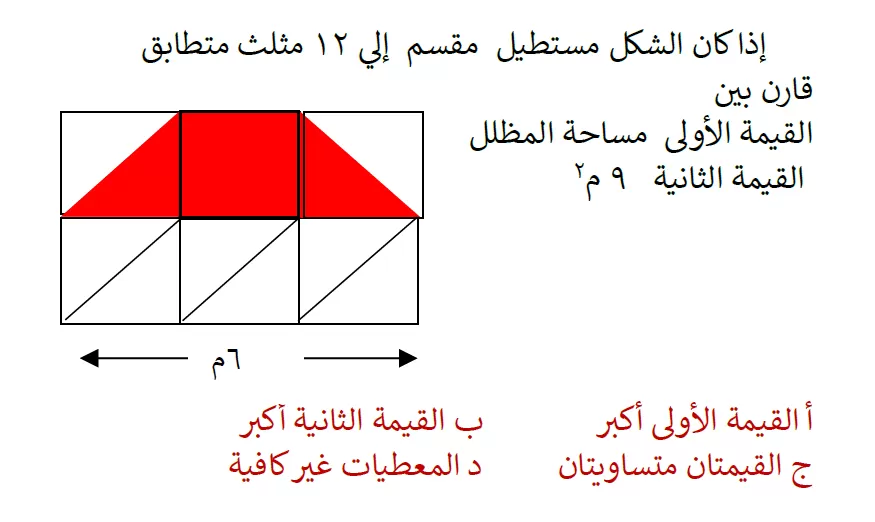 إذا كان الشكل مستطيل مقسم إلي ١٢ مثلث متطابق
قارن بين
القيمة الأولى مساحة المظلل
القيمة الثانية ٩ م٢
٦م
أ القيمة الأولى أكبر ب القيمة الثانية أكبر
ج القيمتان متساويتان د المعطيات غير كافية